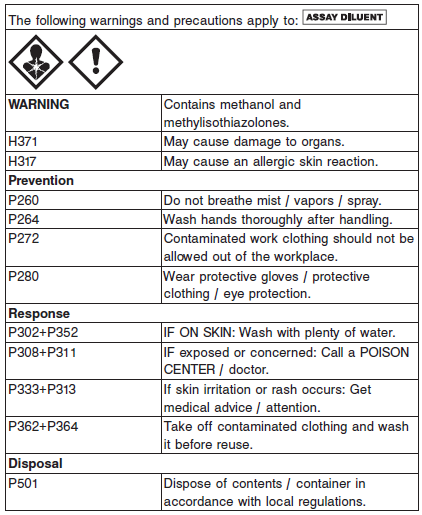 The following warnings and precautions apply to: ASSAY DILUENT
WARNING Contains methanol and
methylisothiazolones.
H371 May cause damage to organs.
H317 May cause an allergic skin reaction.
Prevention
P260 Do not breathe mist / vapors / spray.
P264 Wash hands thoroughly after handling.
P272 Contaminated work clothing should not be
allowed out of the workplace.
P280 Wear protective gloves / protective
clothing / eye protection.
Response
P302+P352 IF ON SKIN: Wash with plenty of water.
P308+P311 IF exposed or concerned: Call a POISON
CENTER / doctor.
P333+P313 If skin irritation or rash occurs: Get
medical advice / attention.
P362+P364 Take off contaminated clothing and wash
it before reuse.
Disposal
P501 Dispose of contents / container in
accordance with local regulations.